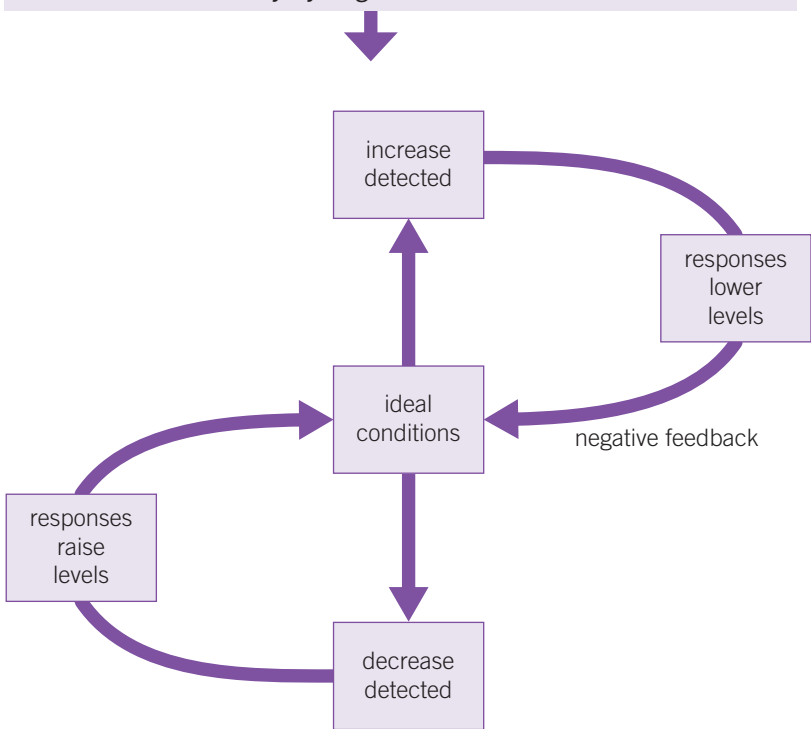 increase
detected
responses
lower
levels
ideal
conditions
negative feedback
responses
raise
levels
decrease
detected